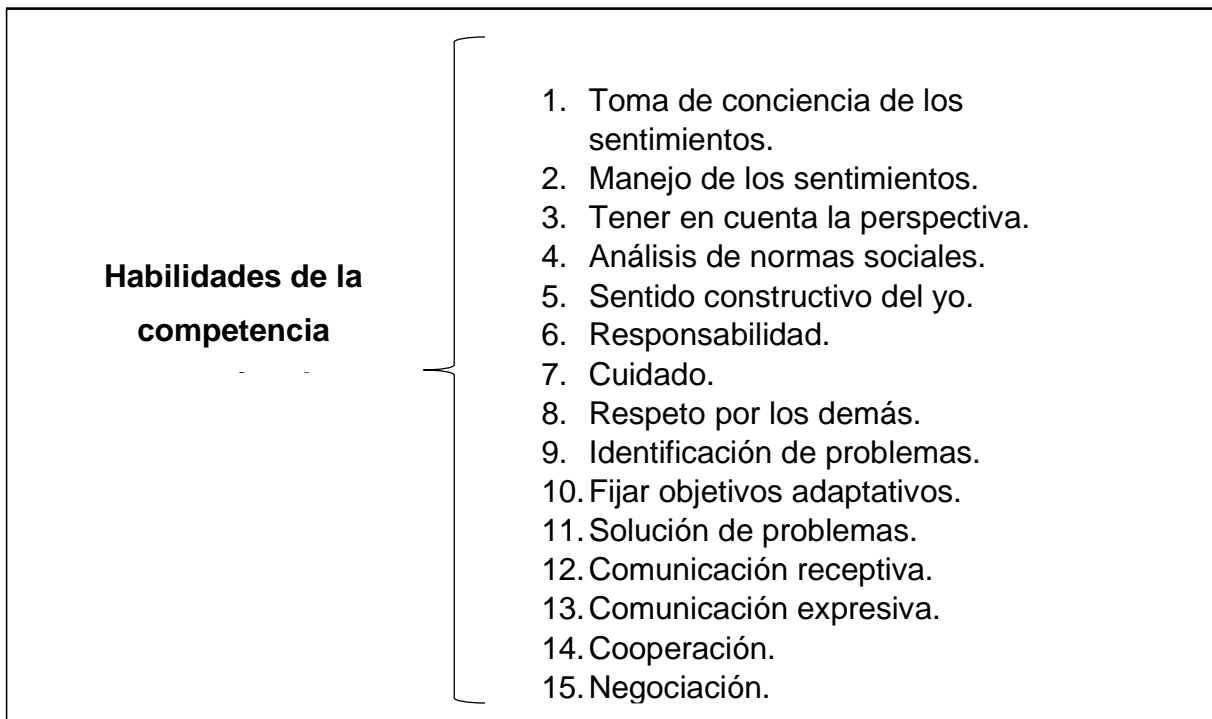 Habilidades de la
competencia
1. Toma de conciencia de los
sentimientos.
2. Manejo de los sentimientos.
3. Tener en cuenta la perspectiva.
4. Análisis de normas sociales.
5. Sentido constructivo del yo.
6. Responsabilidad.
7. Cuidado.
8. Respeto por los demás.
9. Identificación de problemas.
10. Fijar objetivos adaptativos.
11. Solución de problemas.
12. Comunicación receptiva.
13. Comunicación expresiva.
14. Cooperación.
15. Negociación.